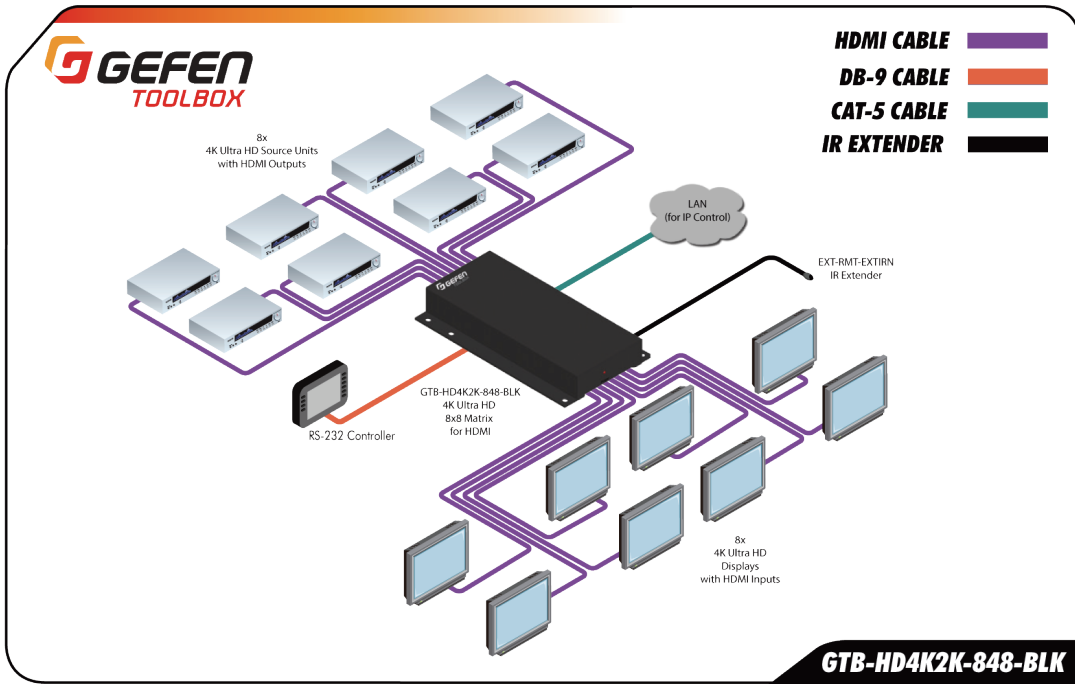 GEFEN
TOOLBOX
HDMI CABLE
DB-9 CABLE
CAT-5 CABLE
IR EXTENDER
8x
4K Ultra HD Source Units
with HDMI Outputs
LAN
(for IP Control)
EXT-RMT-EXTIRN
IR Extender
GEFEN
GTB-HD4K2K-848-BLK
4K Ultra HD
8x8 Matrix
for HDMI
RS-232 Controller
8x
4K Ultra HD
Displays
with HDMI Inputs
GTB-HD4K2K-848-BLK